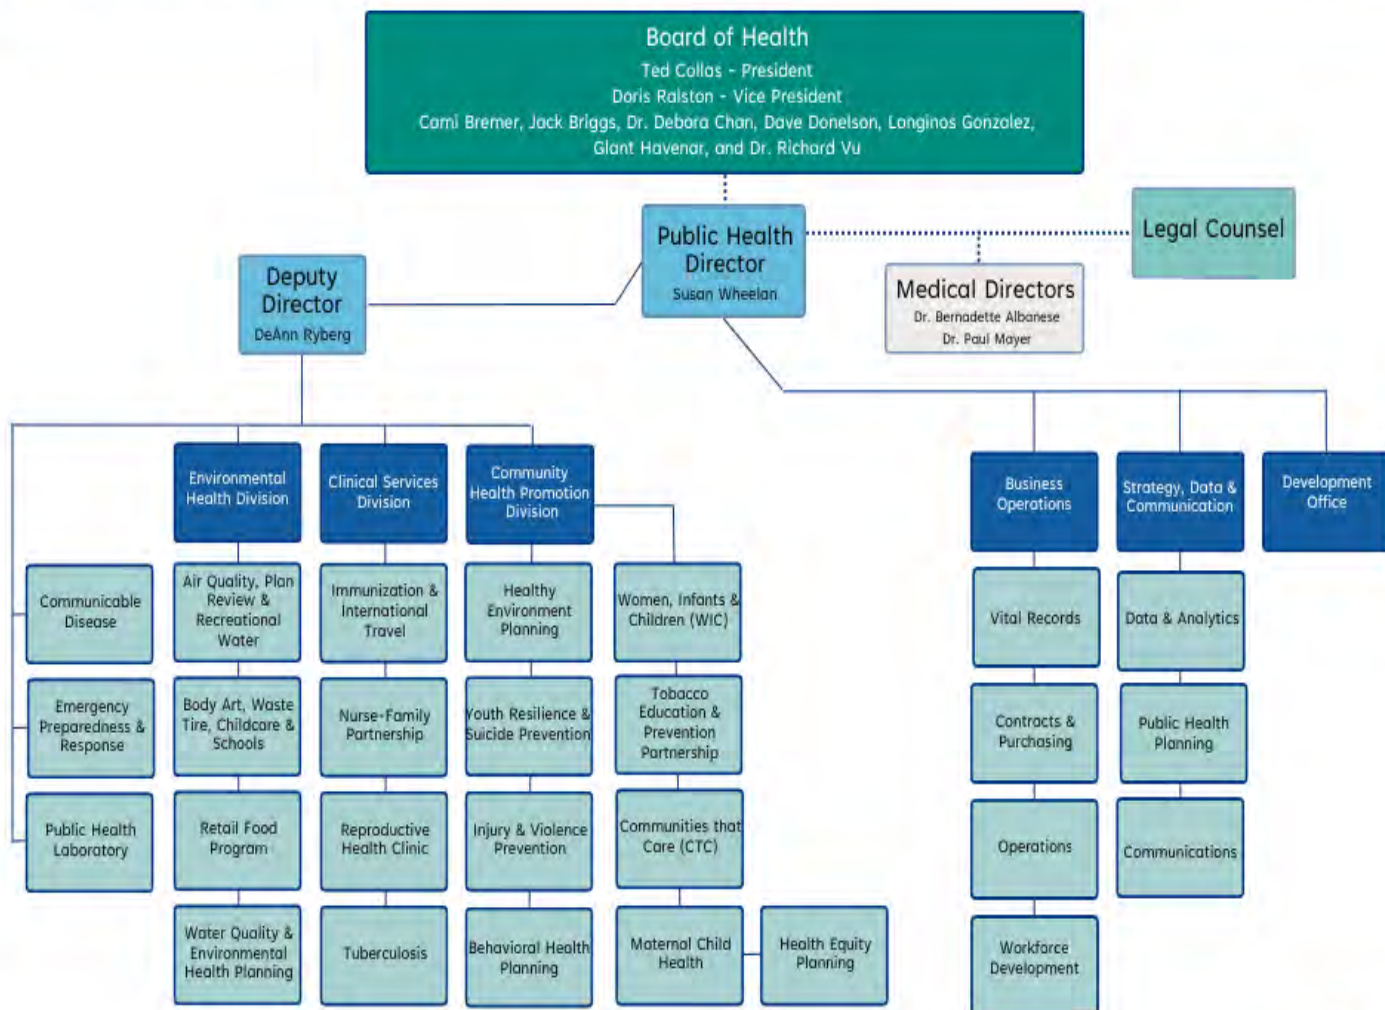 Board of Health
Ted Collas - President
Doris Ralston - Vice President
Cami Bremer, Jack Briggs, Dr. Debora Chan, Dave Donelson, Longinos Gonzalez,
Glant Havenar, and Dr. Richard Vu
Public Health
Director
Susan Wheelan
Legal Counsel
Deputy
Director
DeAnn Ryberg
Medical Directors
Dr. Bernadette Albanese
Dr. Paul Mayer
Environmental
Health Division
Clinical Services
Division
Community
Health Promotion
Division
Business
Operations
Strategy, Data &
Communication
Development
Office
Communicable
Disease
Air Quality, Plan
Review &
Recreational
Water
Immunization &
International
Travel
Healthy
Environment
Planning
Women, Infants &
Children (WIC)
Vital Records
Data & Analytics
Emergency
Preparedness &
Response
Body Art, Waste
Tire, Childcare &
Schools
Nurse-Family
Partnership
Youth Resilience &
Suicide Prevention
Tobacco
Education &
Prevention
Partnership
Contracts &
Purchasing
Public Health
Planning
Public Health
Laboratory
Retail Food
Program
Reproductive
Health Clinic
Injury & Violence
Prevention
Communities that
Care (CTC)
Operations
Communications
Water Quality &
Environmental
Health Planning
Tuberculosis
Behavioral Health
Planning
Maternal Child
Health
Health Equity
Planning
Workforce
Development